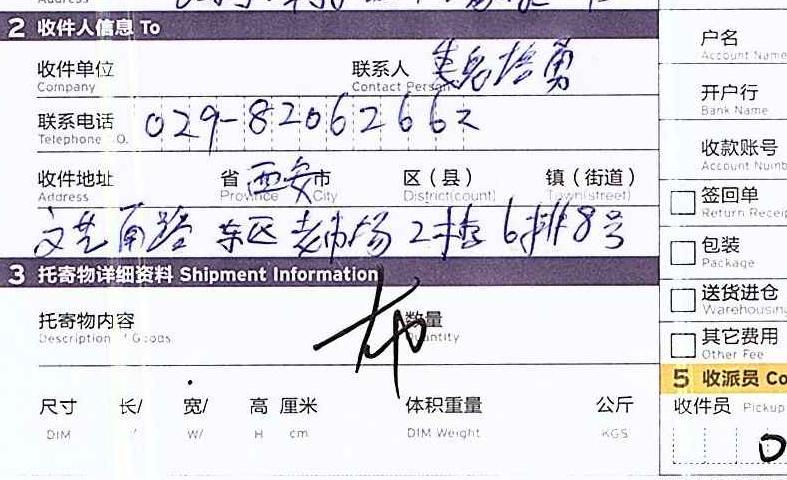 2 收件人信息 To
户名
Account Name
收件单位 联系人
Company Contact Person
开户行
Bank Name
联系电话 029-82062662
Telephone NO.
收款账号
Account Numb
收件地址 省 西安市 区（县） 镇（街道）
Address Province City District(count) Town(street)
签回单
Return Receip
文艺南路 东区 老市场 2楼 6排8号
包装
Package
3 托寄物详细资料 Shipment Information
送货进仓
Warehousing
托寄物内容 布 数量
Description of Goods Quantity
其它费用
Other Fee
5 收派员 Co
尺寸 长/ 宽/ 高 厘米 体积重量 公斤
DIM W/ H cm DIM Weight KGS
收件员 Pickup
0